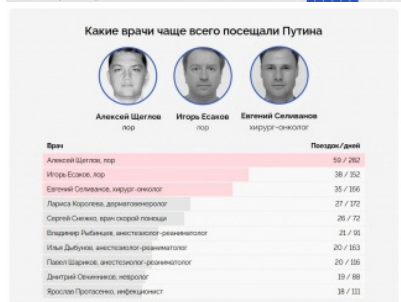 Какие врачи чаще всего посещали Путина
Алексей Щеглов
лор
Игорь Есаков
лор
Евгений Селиванов
хирург-онколог
Врач Поездок/дней
Алексей Щеглов, лор 59 / 282
Игорь Есаков, лор 38 / 152
Евгений Селиванов, хирург-онколог 35 / 166
Лариса Королева, дерматовенеролог 27 / 172
Сергей Снежко, врач скорой помощи 26 / 72
Владимир Рыбинцев, анестезиолог-реаниматолог 21 / 91
Илья Дыбунов, анестезиолог-реаниматолог 20 / 163
Павел Шариков, анестезиолог-реаниматолог 20 / 116
Дмитрий Овчинников, невролог 19 / 88
Ярослав Протасенко, инфекционист 18 / 111